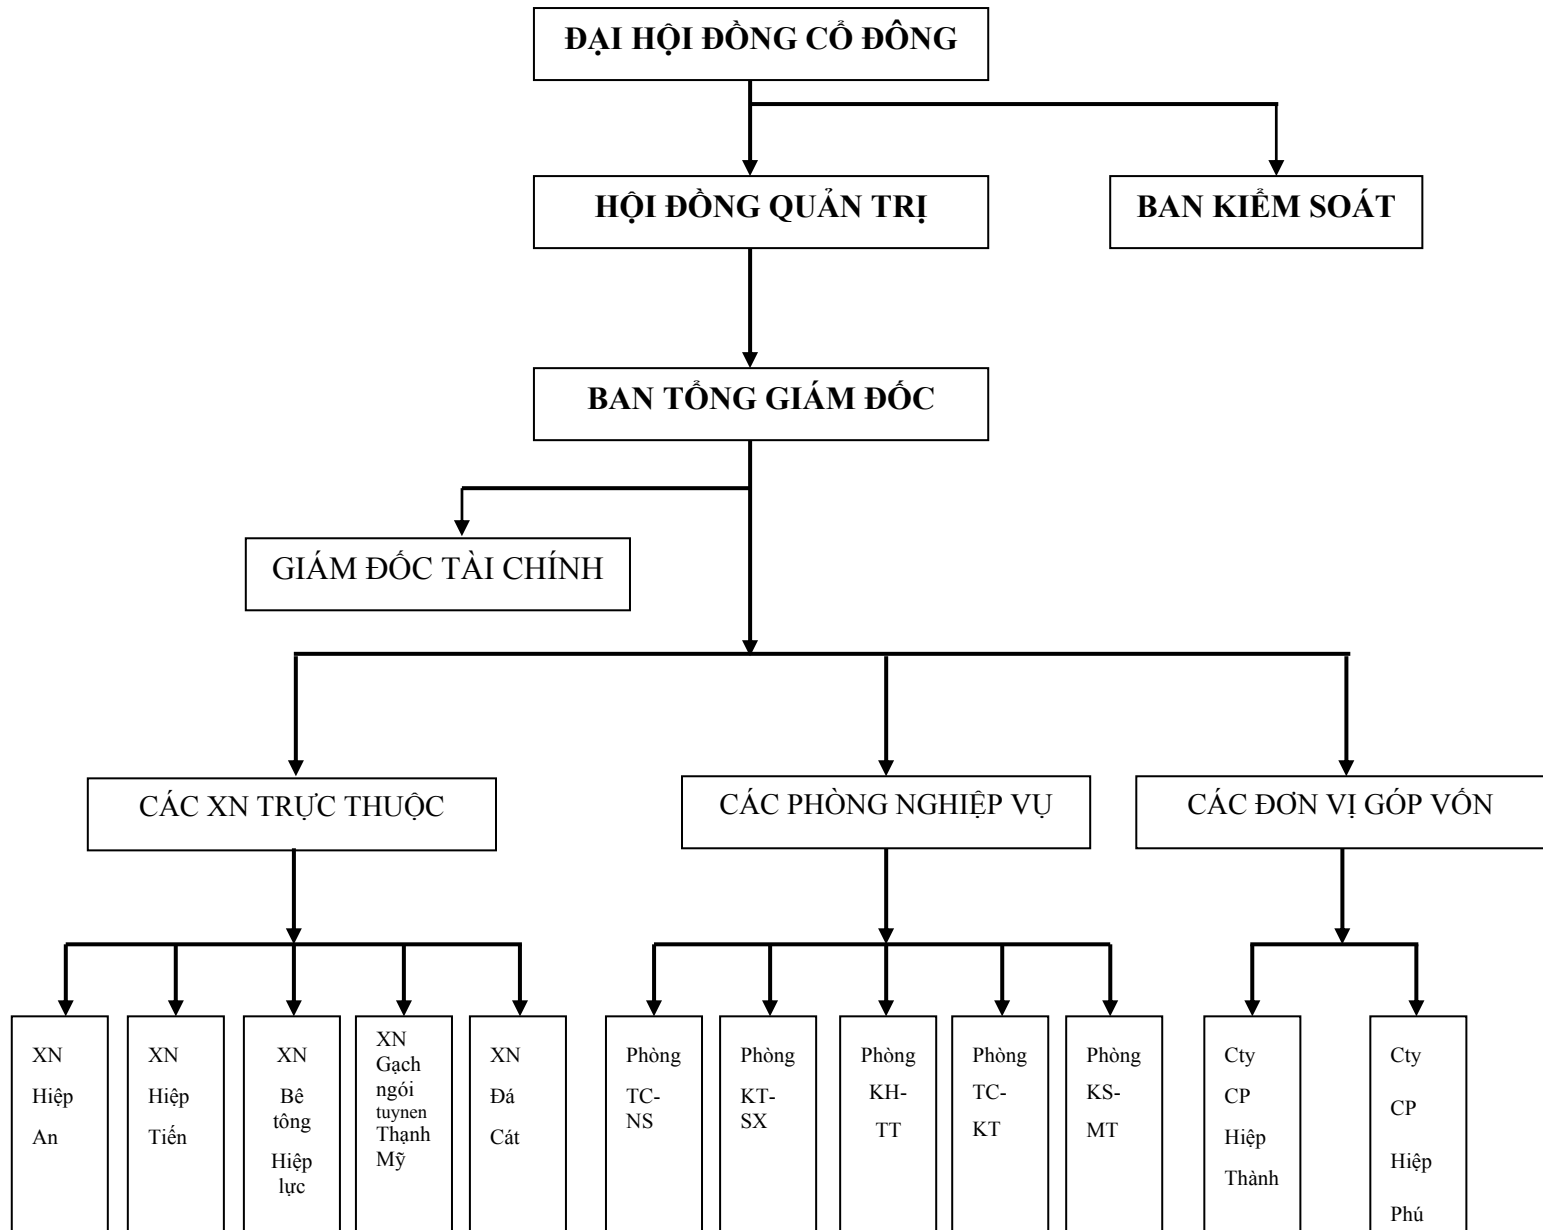 ĐẠI HỘI ĐỒNG CỔ ĐÔNG
HỘI ĐỒNG QUẢN TRỊ
BAN KIỂM SOÁT
BAN TỔNG GIÁM ĐỐC
GIÁM ĐỐC TÀI CHÍNH
CÁC XN TRỰC THUỘC
CÁC PHÒNG NGHIỆP VỤ
CÁC ĐƠN VỊ GÓP VỐN
XN
Hiệp
An
XN
Hiệp
Tiến
XN
Bê
tông
Hiệp
lực
XN
Gạch
ngói
tuynen
Thạnh
Mỹ
XN
Đá
Cát
Phòng
TC-
NS
Phòng
KT-
SX
Phòng
KH-
TT
Phòng
TC-
KT
Phòng
KS-
MT
Cty
CP
Hiệp
Thành
Cty
CP
Hiệp
Phú